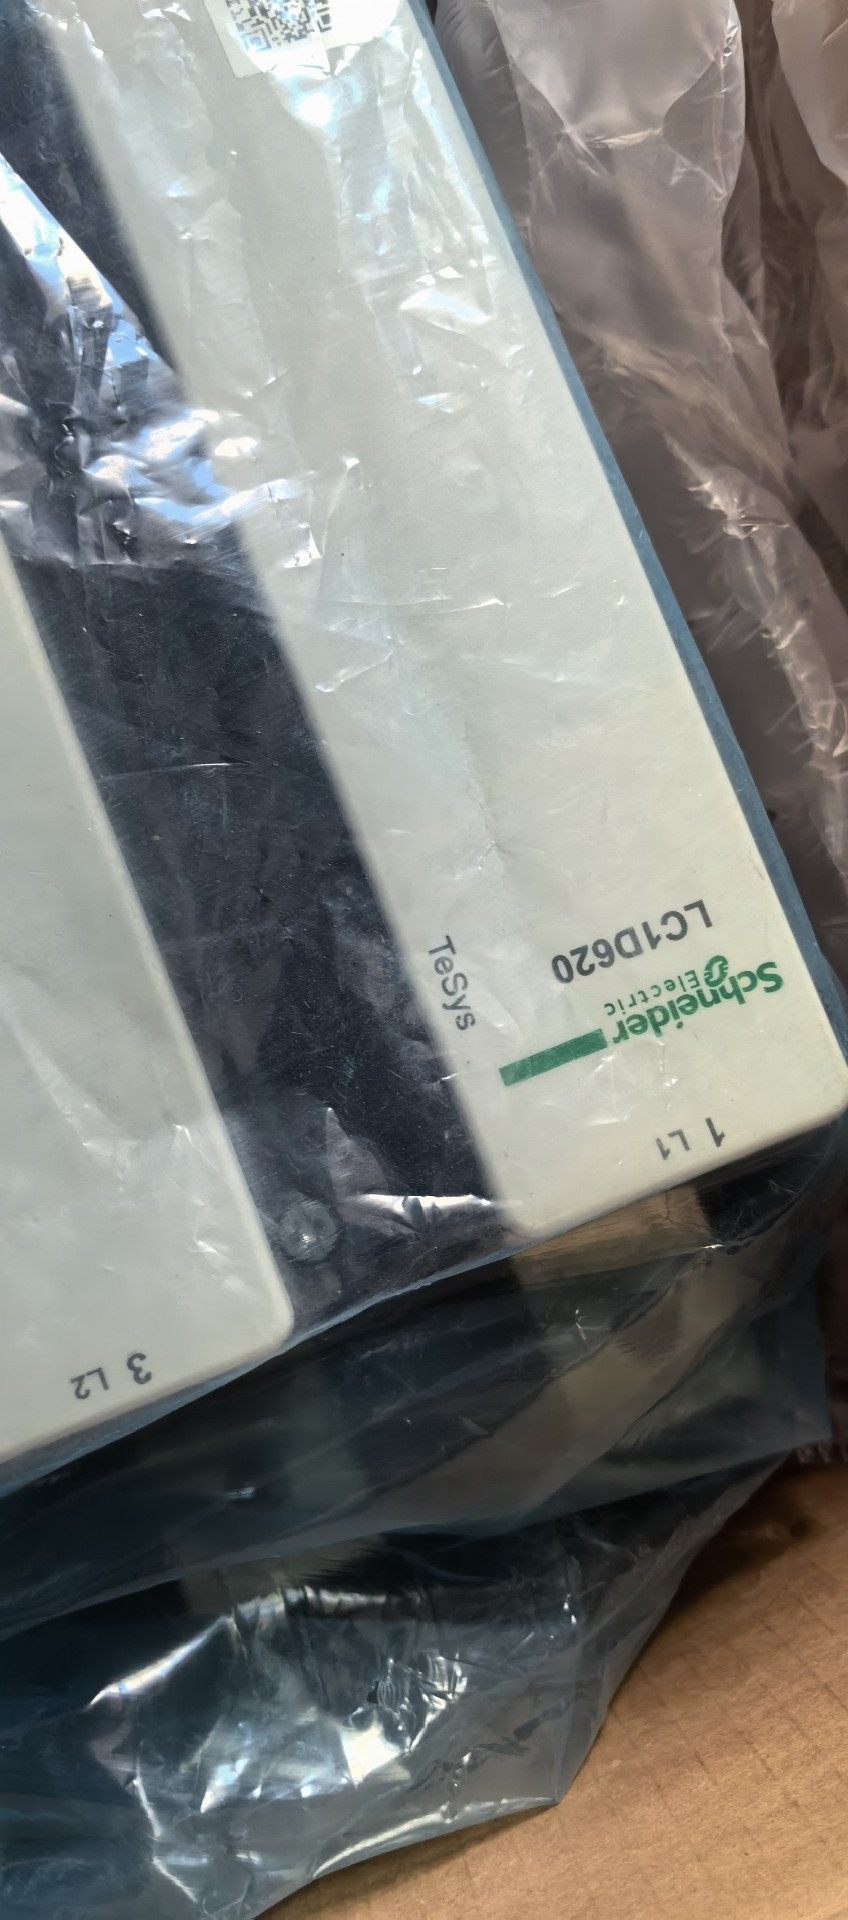 1 L1
3 L2
Schneider
Electric
LC1D620
TeSys